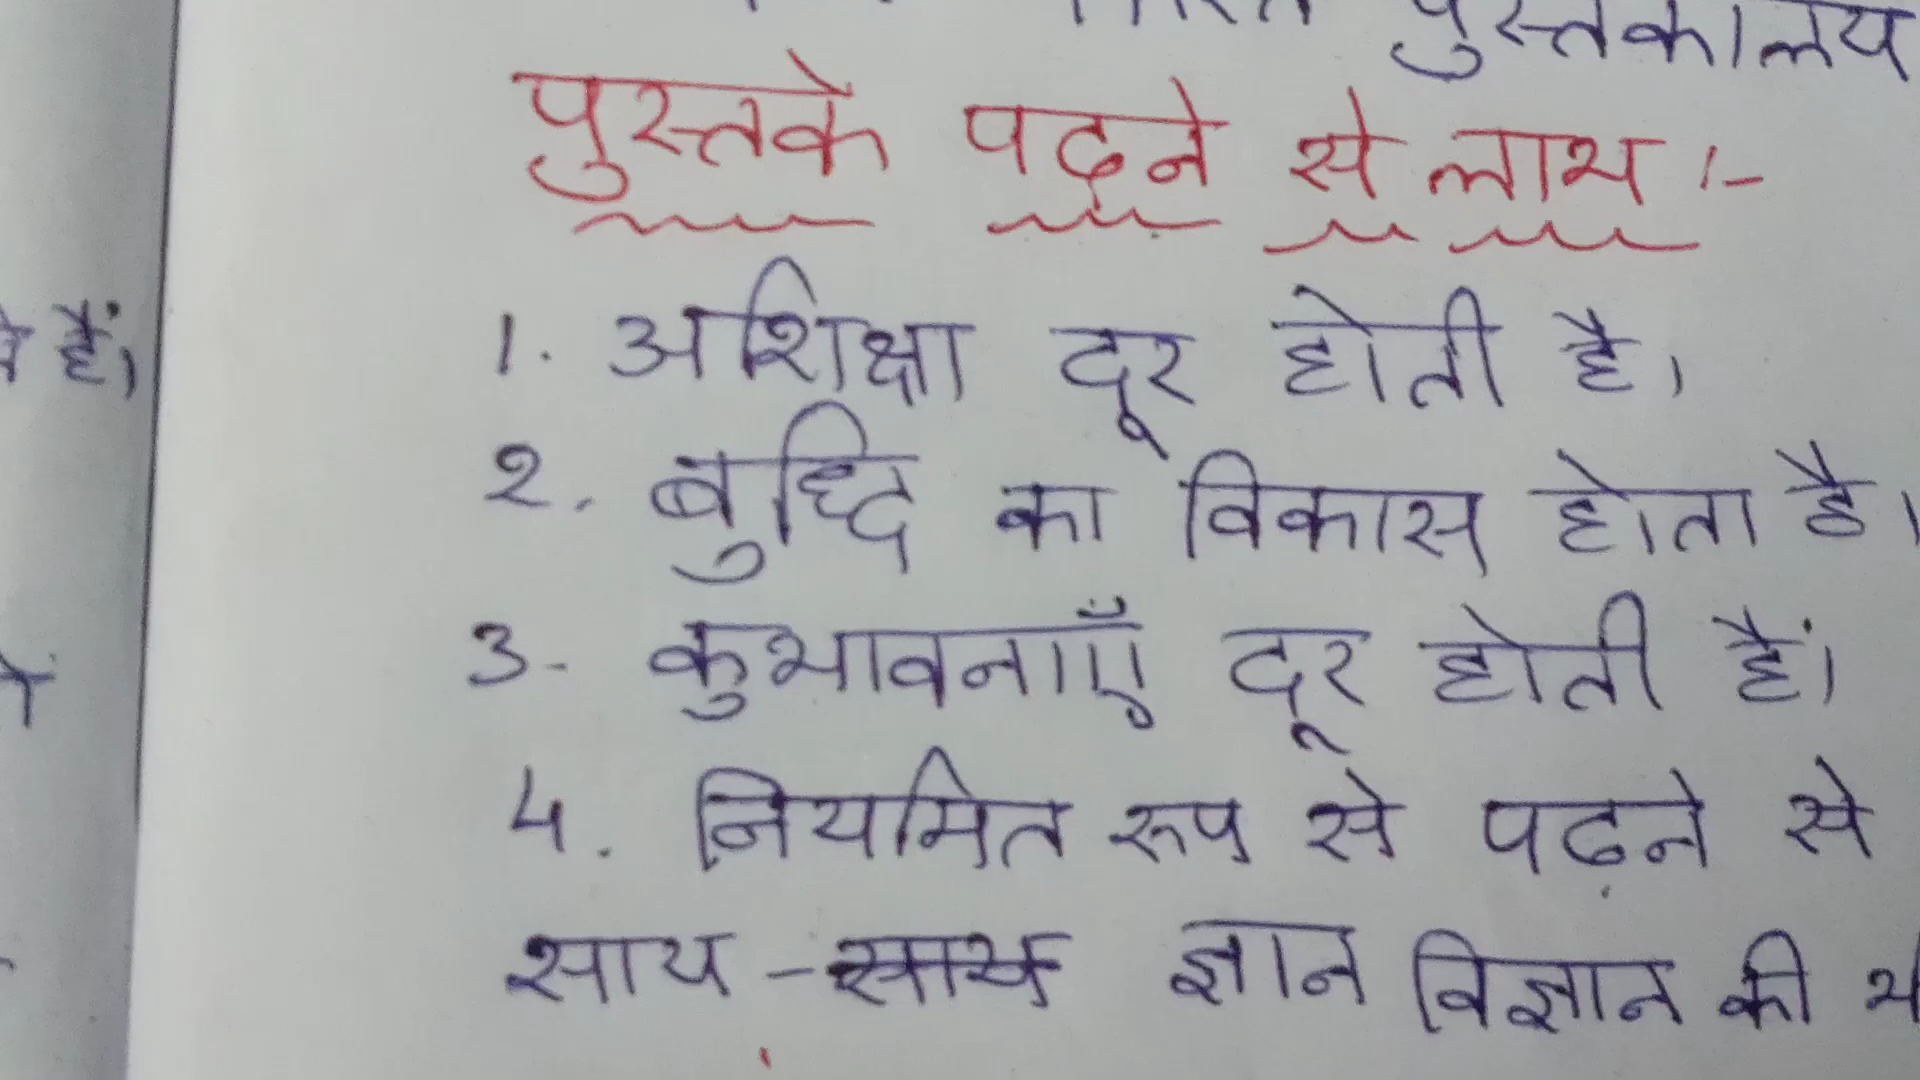 पुस्तकालय
पुस्तके पढ़ने से लाभ :-
1. अशिक्षा दूर होती है।
2. बुध्दि का विकास होता है।
3- कुभावनाएँ दूर होती हैं।
हैं।
4. नियमित रूप से पढ़ने से
साथ - साथ ज्ञान विज्ञान की